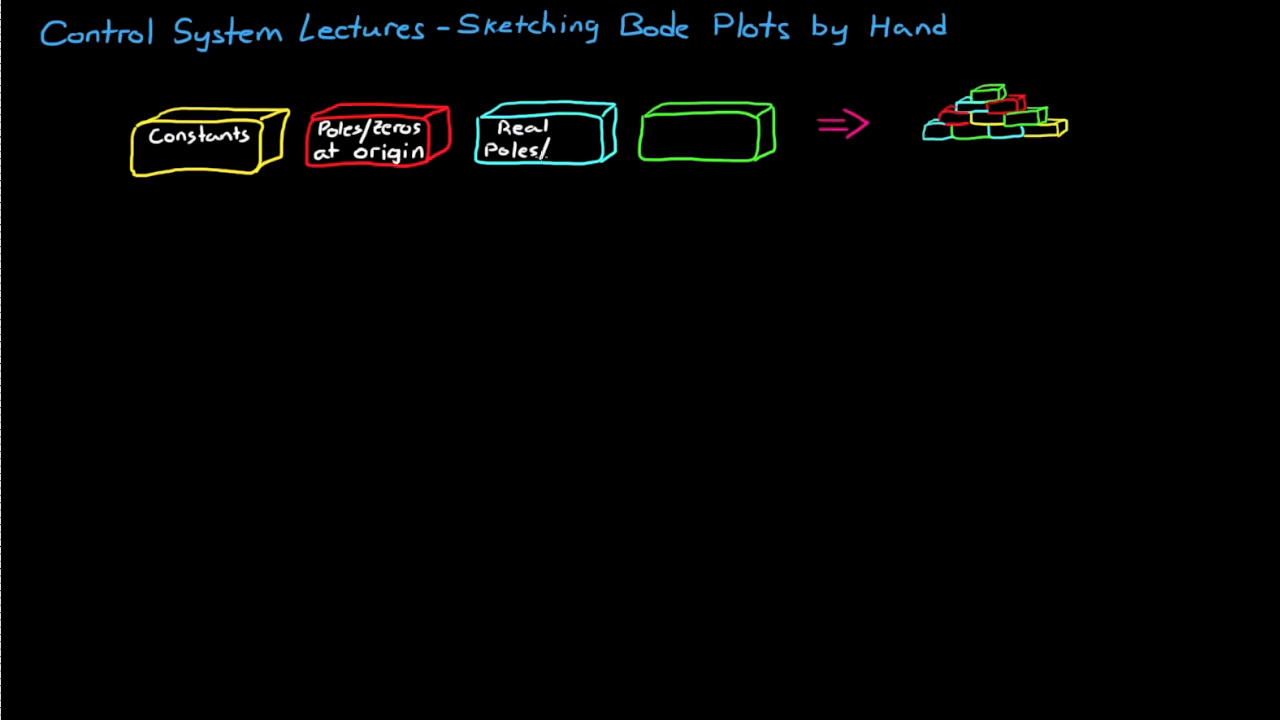 Control System Lectures - Sketching Bode Plots by Hand
Constants
Poles/Zeros
at origin
Real
Poles/